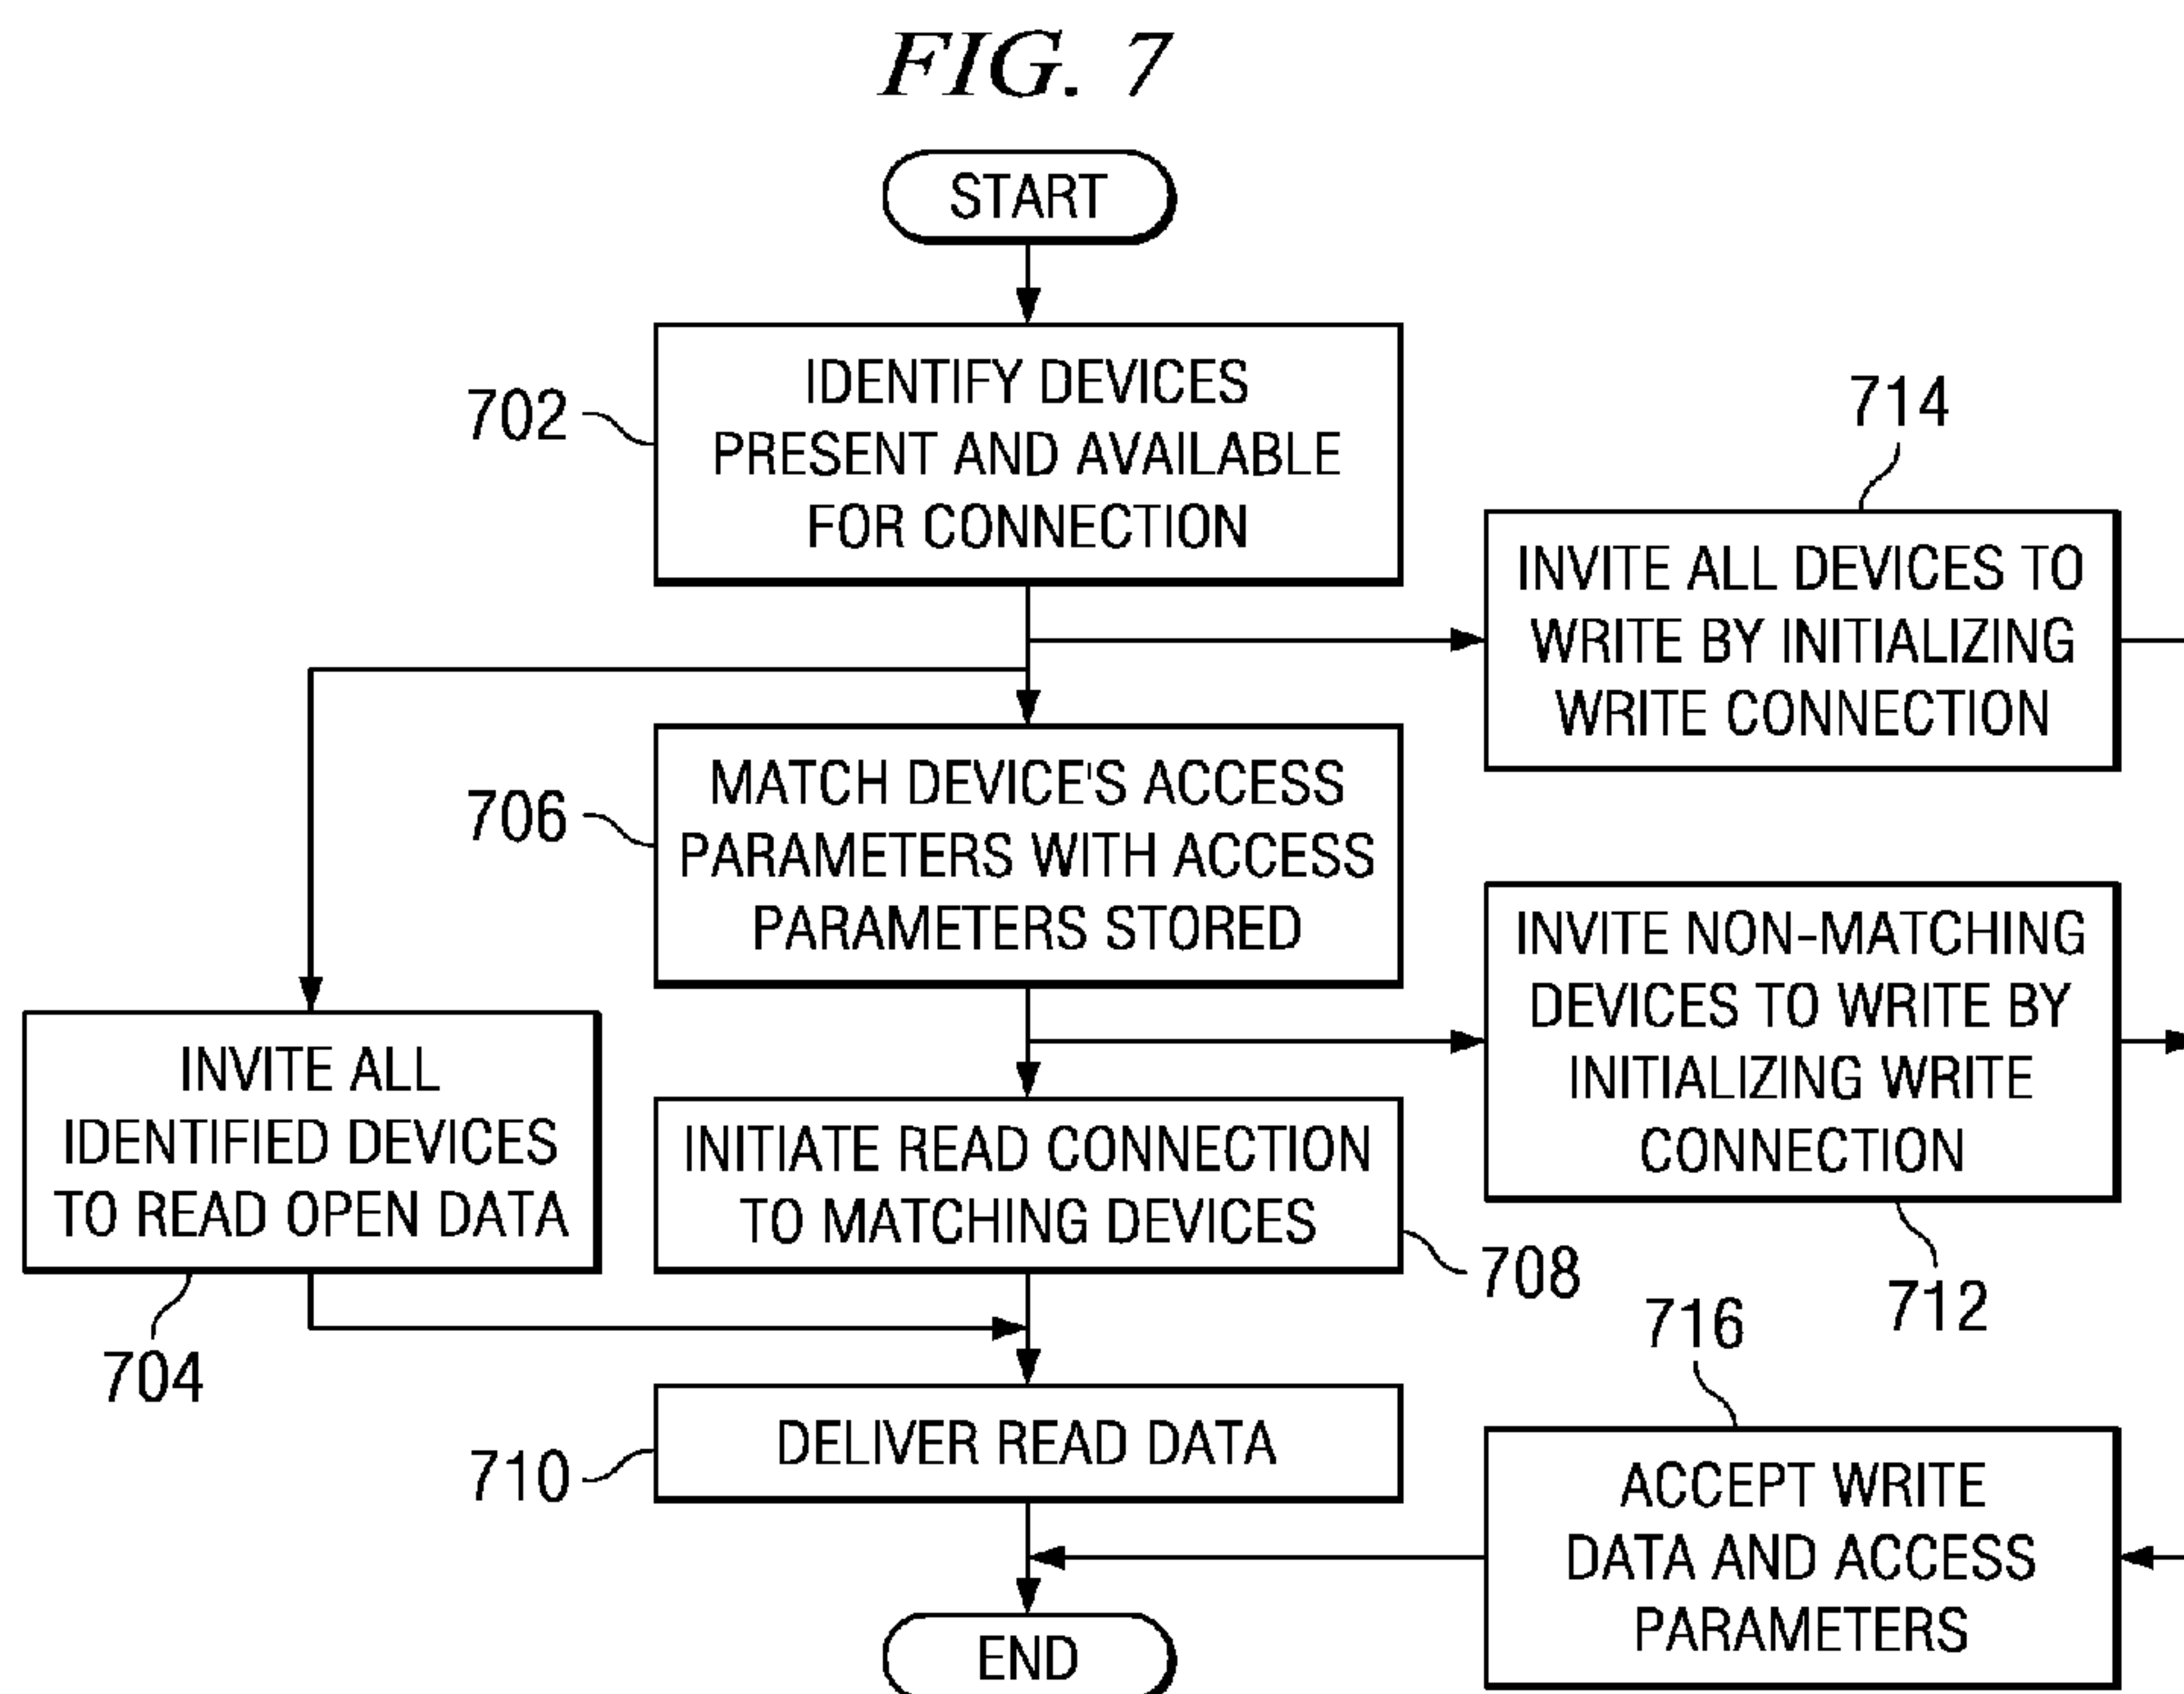 FIG. 7
START
702
IDENTIFY DEVICES
PRESENT AND AVAILABLE
FOR CONNECTION
714
INVITE ALL DEVICES TO
WRITE BY INITIALIZING
WRITE CONNECTION
706
MATCH DEVICE'S ACCESS
PARAMETERS WITH ACCESS
PARAMETERS STORED
INVITE NON-MATCHING
DEVICES TO WRITE BY
INITIALIZING WRITE
CONNECTION
712
INVITE ALL
IDENTIFIED DEVICES
TO READ OPEN DATA
704
INITIATE READ CONNECTION
TO MATCHING DEVICES
708
710
DELIVER READ DATA
716
ACCEPT WRITE
DATA AND ACCESS
PARAMETERS
END